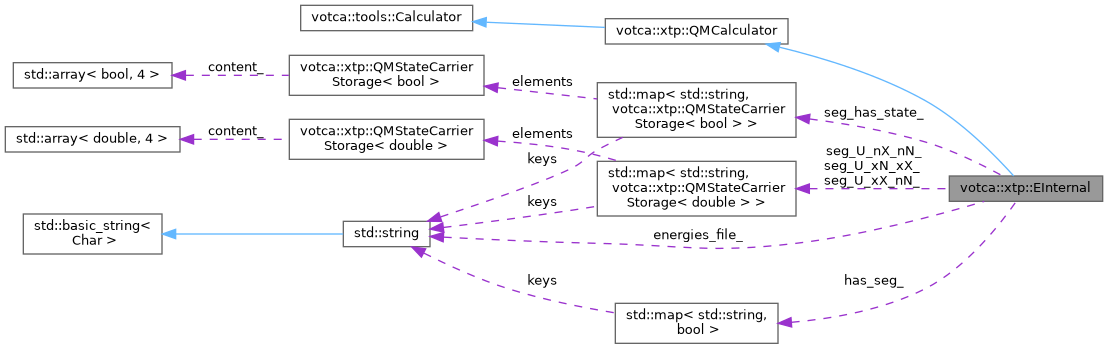 votca::tools::Calculator
votca::xtp::QMCalculator
std::array< bool, 4 >
content_
votca::xtp::QMStateCarrier
Storage< bool >
elements
std::map< std::string,
votca::xtp::QMStateCarrier
Storage< bool > >
seg_has_state_
std::array< double, 4 >
content_
votca::xtp::QMStateCarrier
Storage< double >
elements
keys
std::map< std::string,
votca::xtp::QMStateCarrier
Storage< double > >
seg_U_nX_nN_
seg_U_xN_xX_
seg_U_xX_nN_
votca::xtp::EInternal
keys
std::basic_string<
Char >
std::string
energies_file_
keys
has_seg_
std::map< std::string,
bool >